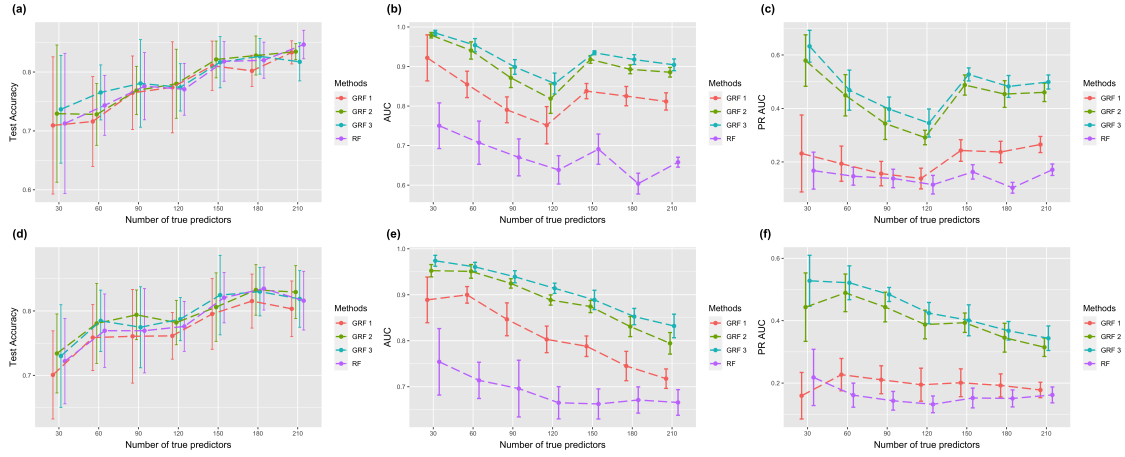 (a)
Test Accuracy
0.8
0.7
0.6
30 60 90 120 150 180 210
Number of true predictors
Methods
GRF 1
GRF 2
GRF 3
RF
(b)
AUC
1.0
0.9
0.8
0.7
0.6
30 60 90 120 150 180 210
Number of true predictors
Methods
GRF 1
GRF 2
GRF 3
RF
(c)
PR AUC
0.6
0.4
0.2
30 60 90 120 150 180 210
Number of true predictors
Methods
GRF 1
GRF 2
GRF 3
RF
(d)
Test Accuracy
0.8
0.7
30 60 90 120 150 180 210
Number of true predictors
Methods
GRF 1
GRF 2
GRF 3
RF
(e)
AUC
1.0
0.9
0.8
0.7
30 60 90 120 150 180 210
Number of true predictors
Methods
GRF 1
GRF 2
GRF 3
RF
(f)
PR AUC
0.6
0.4
0.2
30 60 90 120 150 180 210
Number of true predictors
Methods
GRF 1
GRF 2
GRF 3
RF